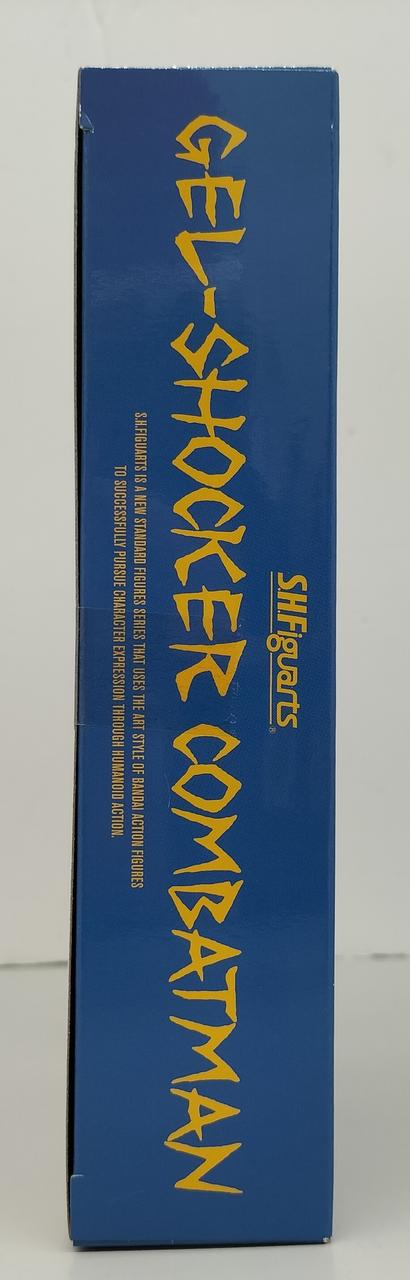 S.H.Figuarts®
GEL-SHOCKER COMBATMAN
S.H.FIGUARTS IS A NEW STANDARD FIGURES SERIES THAT USES THE ART STYLE OF BANDAI ACTION FIGURES
TO SUCCESSFULLY PURSUE CHARACTER EXPRESSION THROUGH HUMANOID ACTION.